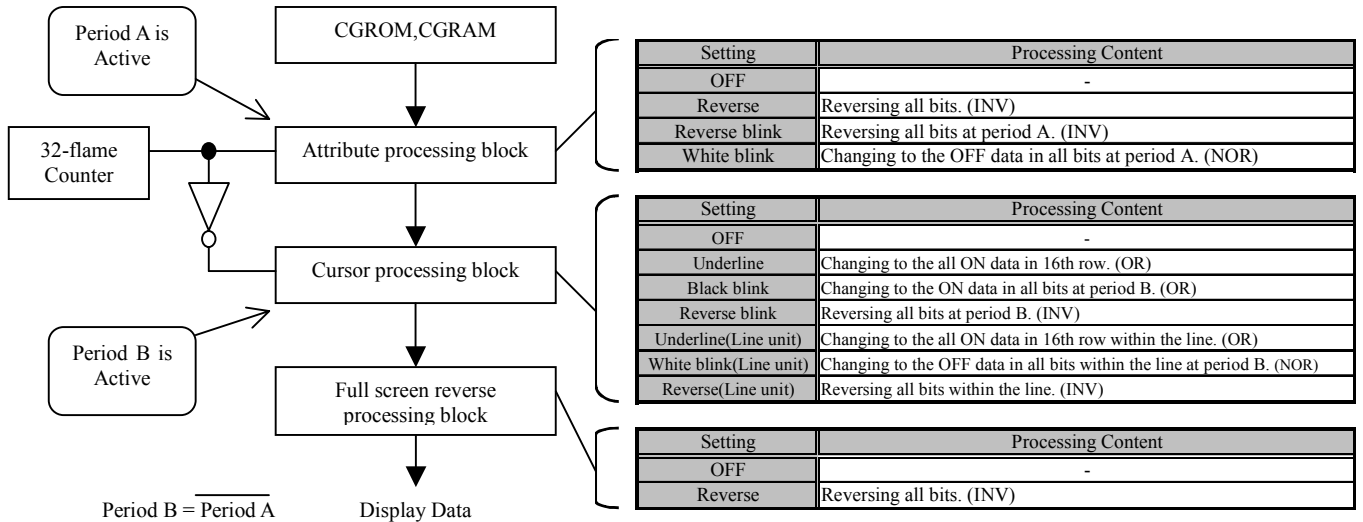 Period A is
Active
CGROM,CGRAM
32-flame
Counter
Attribute processing block
Cursor processing block
Period B is
Active
Full screen reverse
processing block
Period B = Period A
Display Data
Setting Processing Content
OFF -
Reverse Reversing all bits. (INV)
Reverse blink Reversing all bits at period A. (INV)
White blink Changing to the OFF data in all bits at period A. (NOR)
Setting Processing Content
OFF -
Underline Changing to the all ON data in 16th row. (OR)
Black blink Changing to the ON data in all bits at period B. (OR)
Reverse blink Reversing all bits at period B. (INV)
Underline(Line unit) Changing to the all ON data in 16th row within the line. (OR)
White blink(Line unit) Changing to the OFF data in all bits within the line at period B. (NOR)
Reverse(Line unit) Reversing all bits within the line. (INV)
Setting Processing Content
OFF -
Reverse Reversing all bits. (INV)